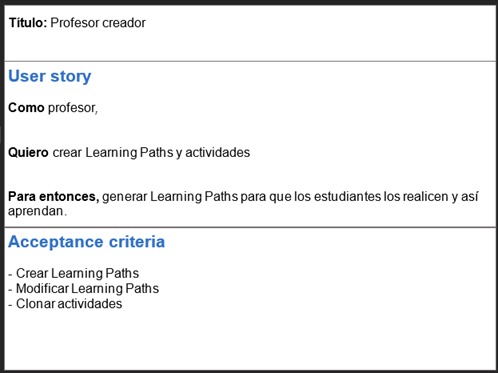 Título: Profesor creador
User story
Como profesor,
Quiero crear Learning Paths y actividades
Para entonces, generar Learning Paths para que los estudiantes los realicen y así
aprendan.
Acceptance criteria
- Crear Learning Paths
- Modificar Learning Paths
- Clonar actividades